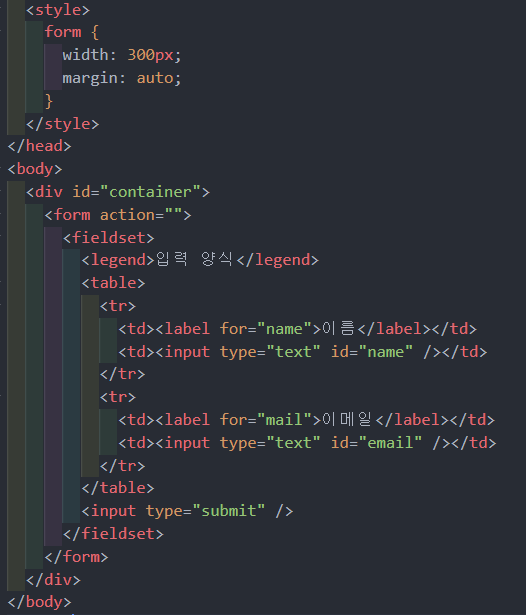 <style>
form {
width: 300px;
margin: auto;
}
</style>
</head>
<body>
<div id="container">
<form action="">
<fieldset>
<legend>입력 양식</legend>
<table>
<tr>
<td><label for="name">이름</label></td>
<td><input type="text" id="name" /></td>
</tr>
<tr>
<td><label for="mail">이메일</label></td>
<td><input type="text" id="email" /></td>
</tr>
</table>
<input type="submit" />
</fieldset>
</form>
</div>
</body>